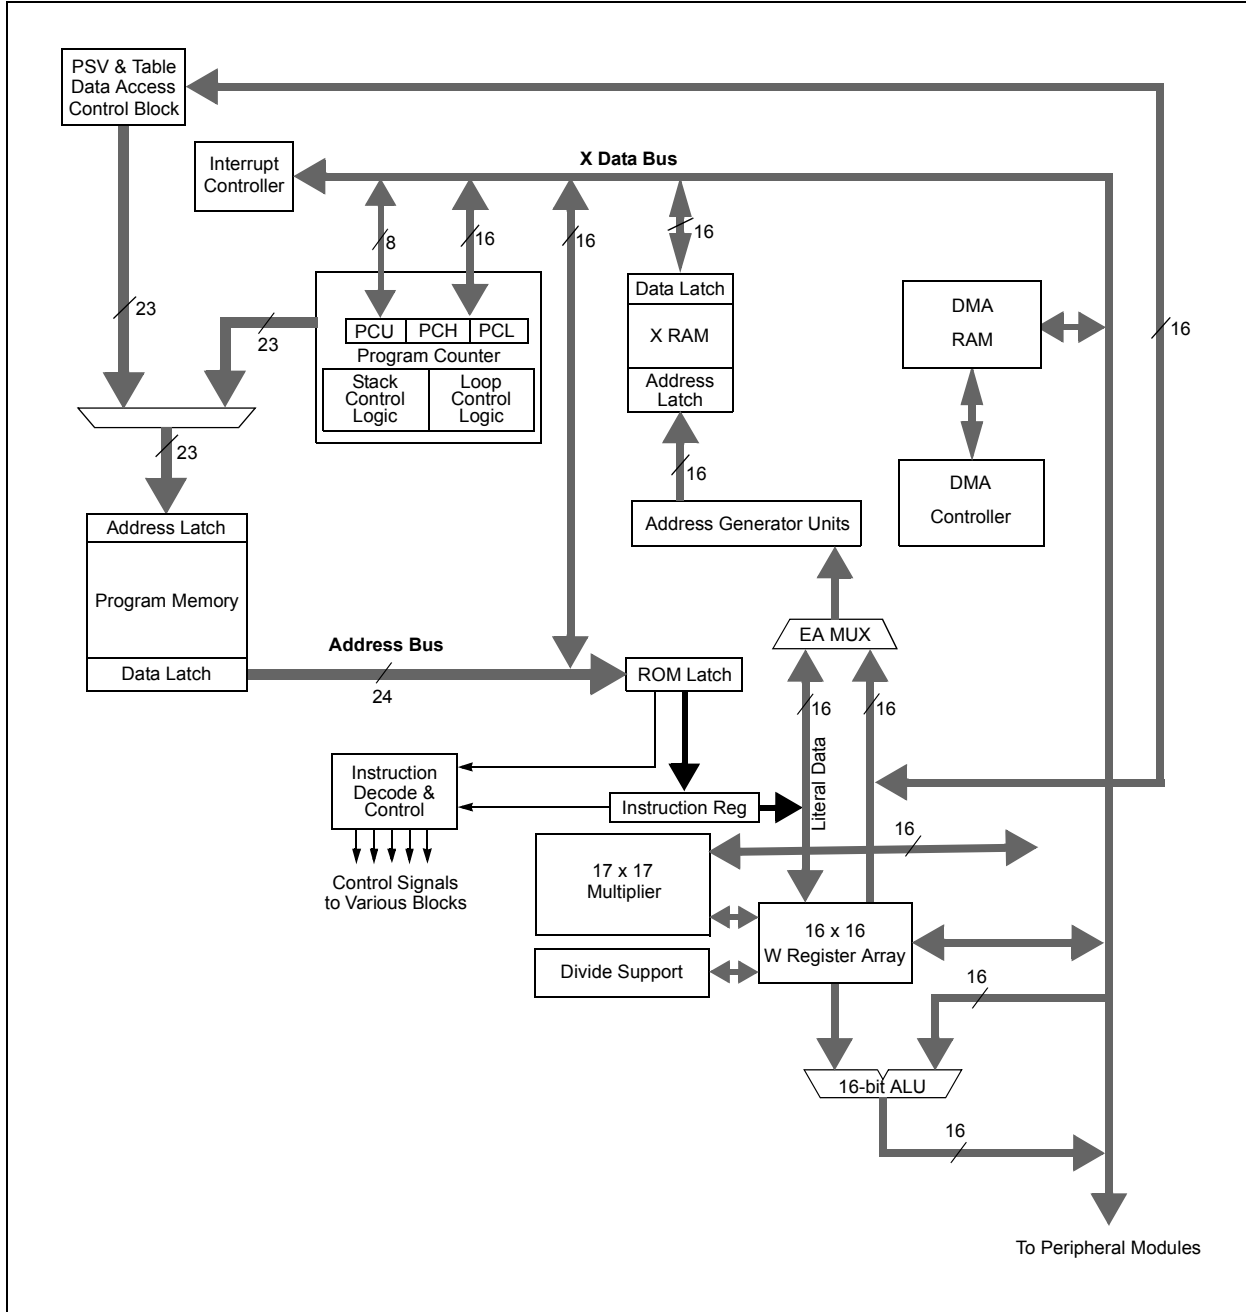 PSV & Table
Data Access
Control Block
Interrupt
Controller
X Data Bus
8
16
16
16
23
23
PCU
PCH
PCL
Program Counter
Stack
Control
Logic
Loop
Control
Logic
Data Latch
X RAM
Address
Latch
DMA
RAM
16
23
16
DMA
Controller
Address Generator Units
Address Latch
Program Memory
Data Latch
Address Bus
24
EA MUX
ROM Latch
16
16
Literal Data
Instruction
Decode &
Control
Instruction Reg
Control Signals
to Various Blocks
17 x 17
Multiplier
16
16 x 16
W Register Array
Divide Support
16
16-bit ALU
16
To Peripheral Modules